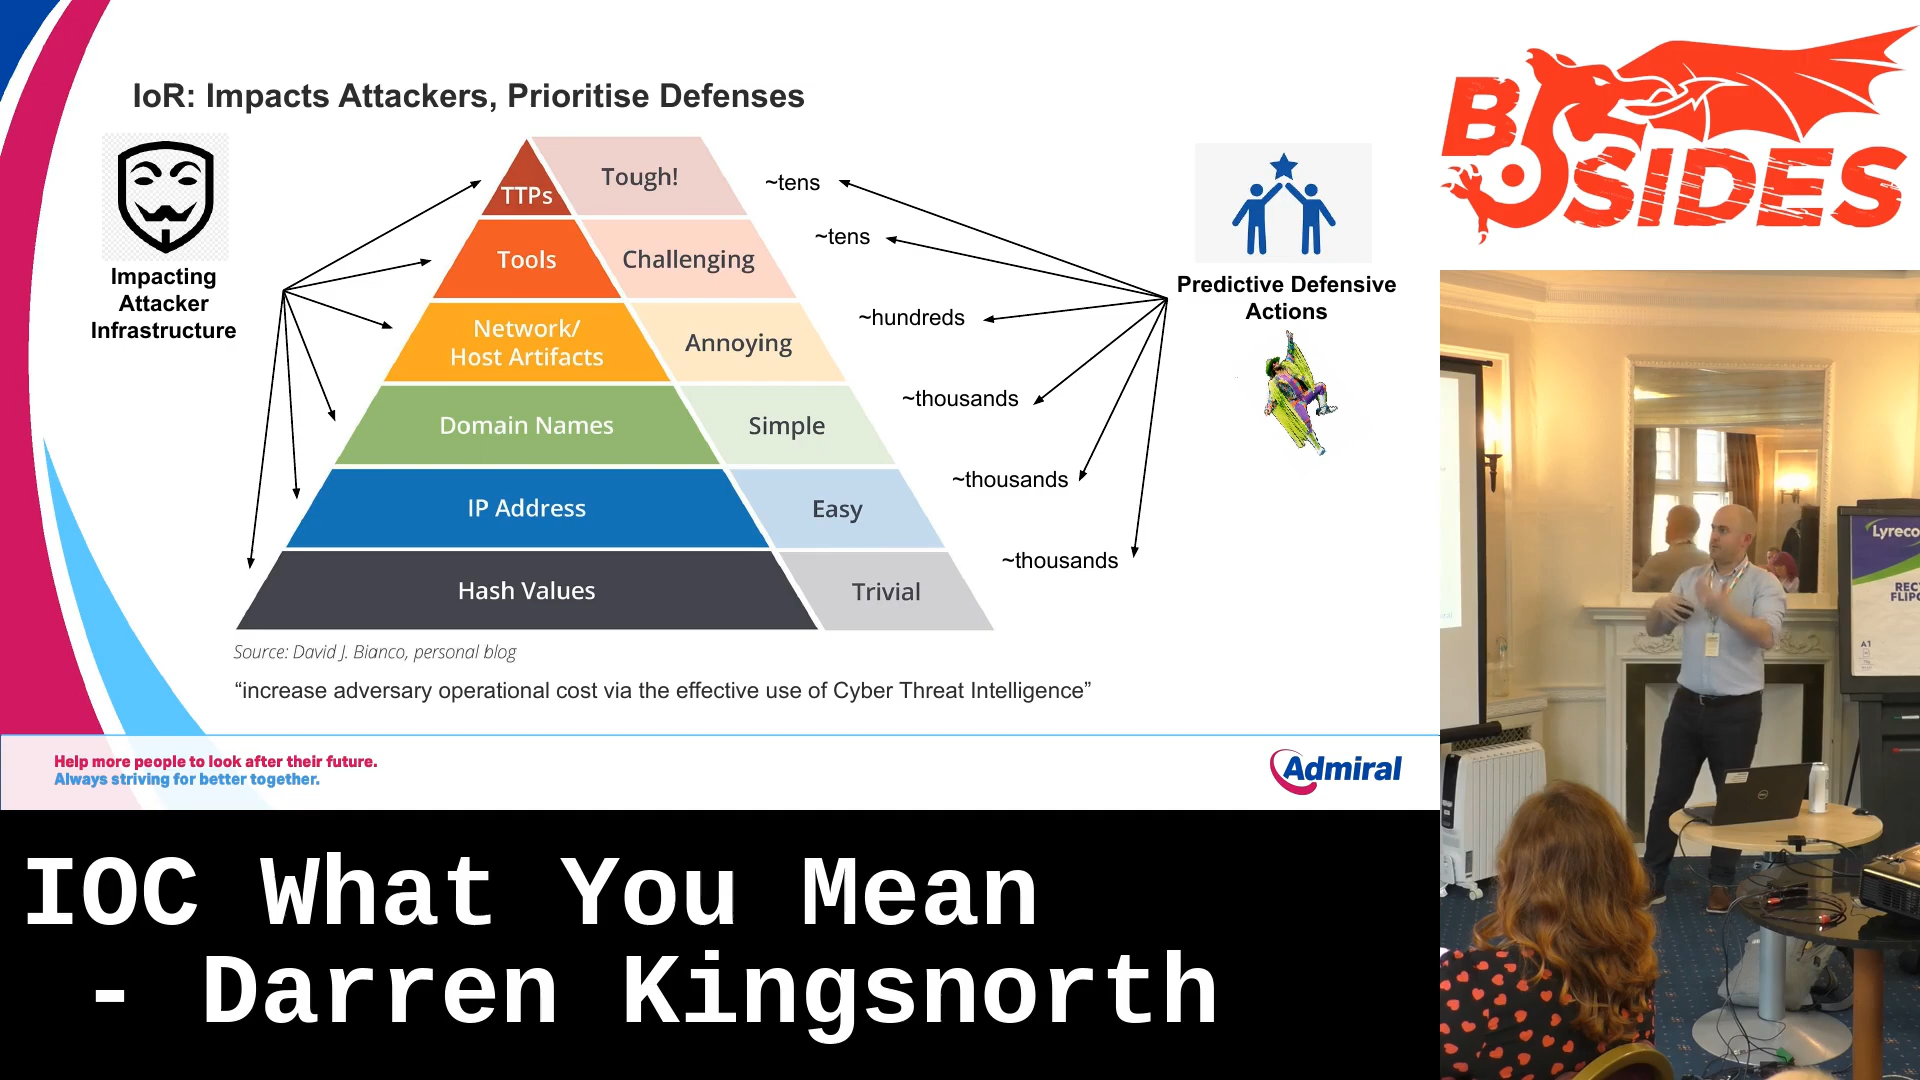 IoR: Impacts Attackers, Prioritise Defenses
Impacting
Attacker
Infrastructure
TTPs
Tough!
~tens
Tools
Challenging
~tens
Network/
Host Artifacts
Annoying
~hundreds
Domain Names
Simple
~thousands
IP Address
Easy
~thousands
Hash Values
Trivial
~thousands
Predictive Defensive
Actions
Source: David J. Bianco, personal blog
“increase adversary operational cost via the effective use of Cyber Threat Intelligence”
Help more people to look after their future.
Always striving for better together.
Admiral
BSIDES
Lyreco
A1
IOC What You Mean
- Darren Kingsnorth